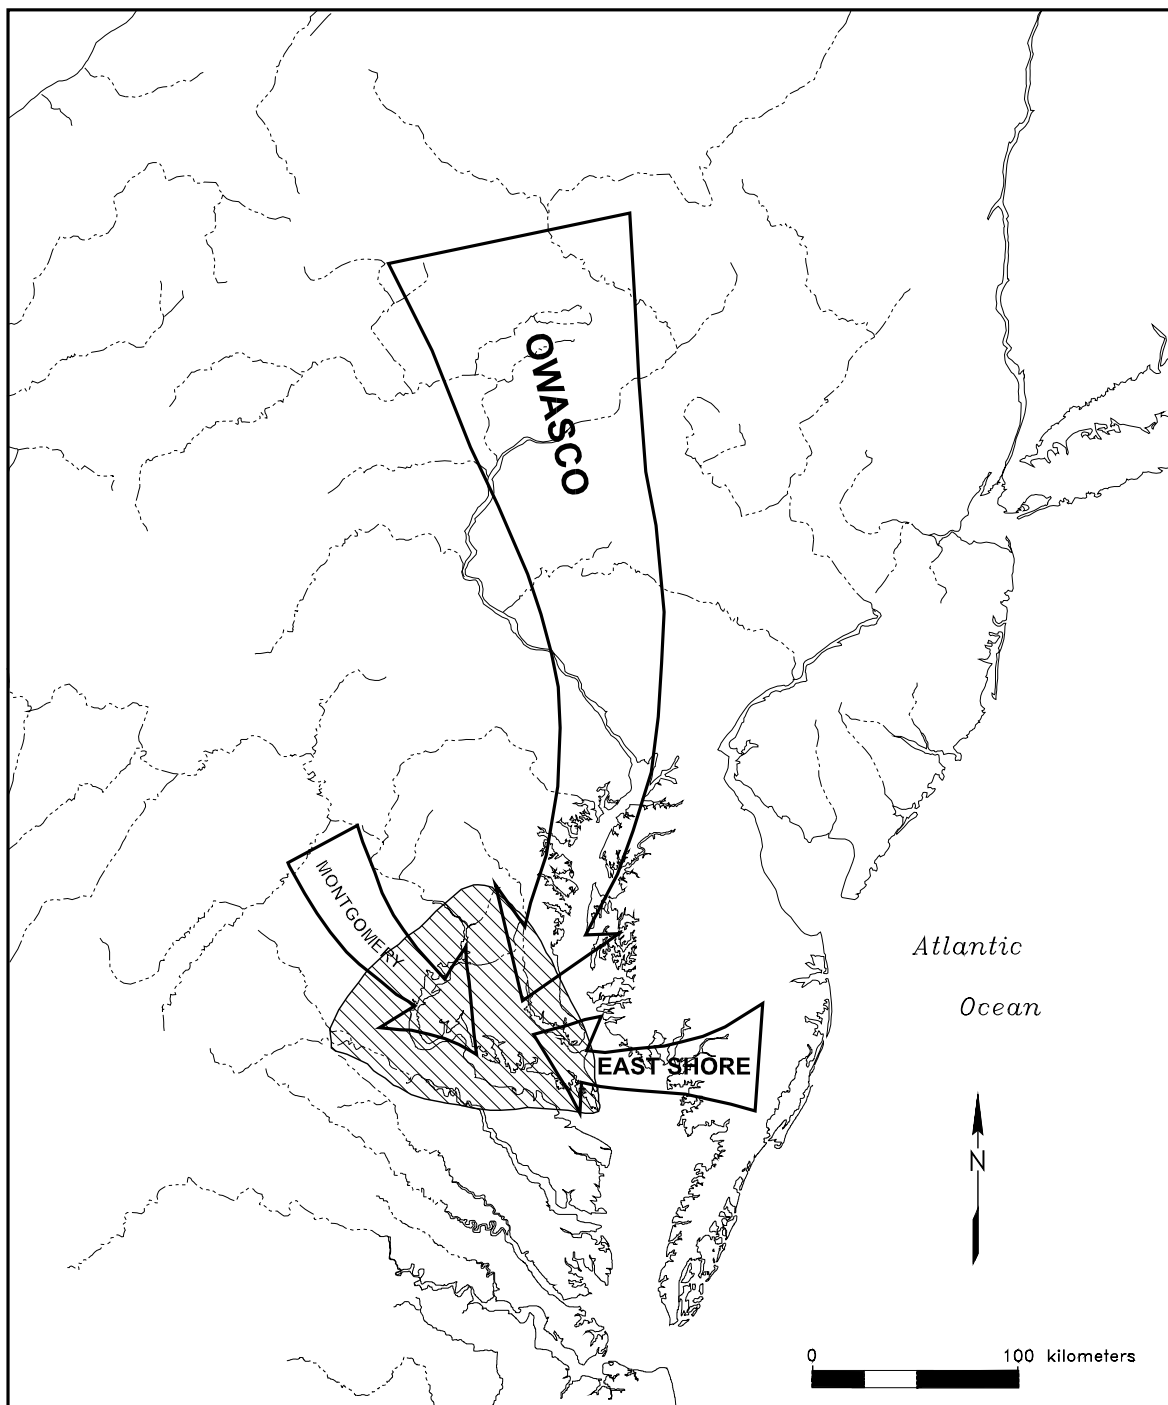 OWASCO
MONTGOMERY
Atlantic
Ocean
EAST SHORE
N
0 100 kilometers